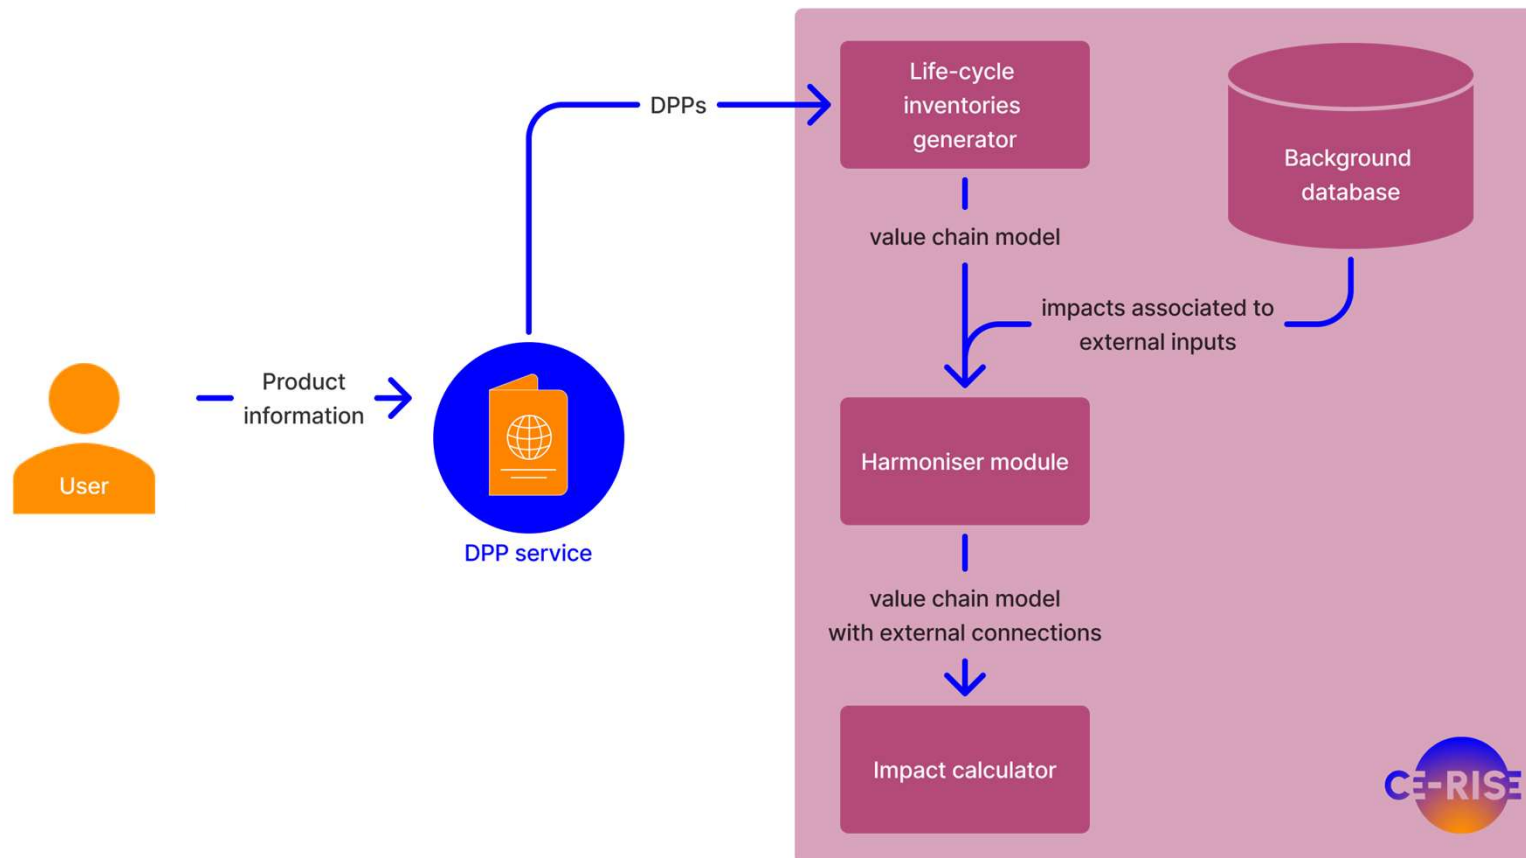 Life-cycle
inventories
generator
DPPs
Background
database
value chain model
impacts associated to
external inputs
Product
information
User
DPP service
Harmoniser module
value chain model
with external connections
Impact calculator
CE-RISE